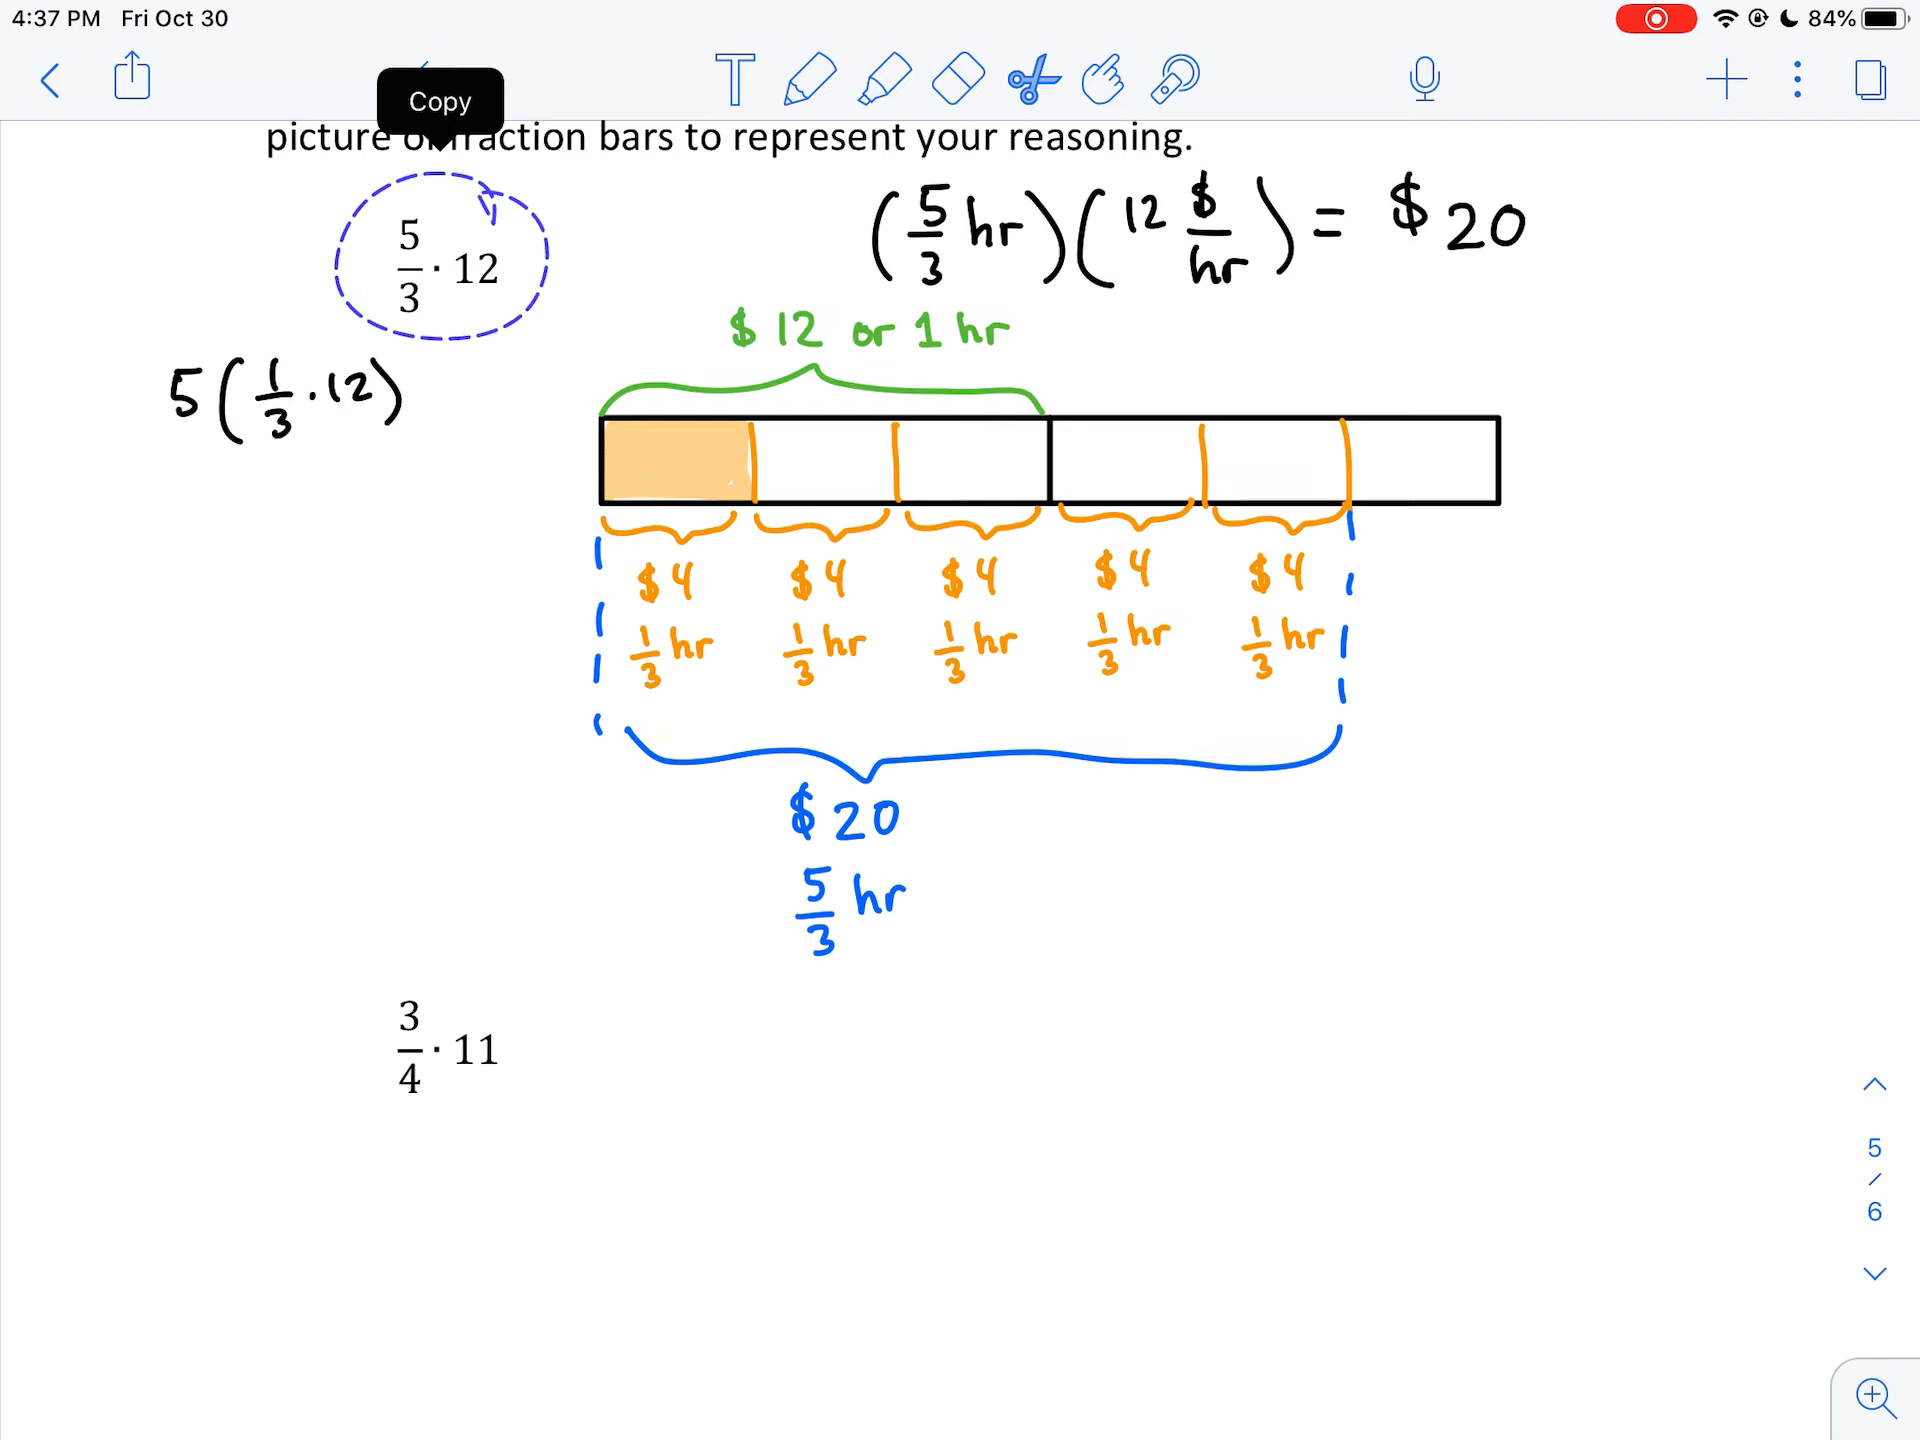 4:37 PM Fri Oct 30
84%
Copy
picture of fraction bars to represent your reasoning.
5/3 · 12
(5/3 hr)(12 $/hr) = $20
$12 or 1 hr
5(1/3 · 12)
$4 $4 $4 $4 $4
1/3 hr 1/3 hr 1/3 hr 1/3 hr 1/3 hr
$20
5/3 hr
3/4 · 11
5
/
6